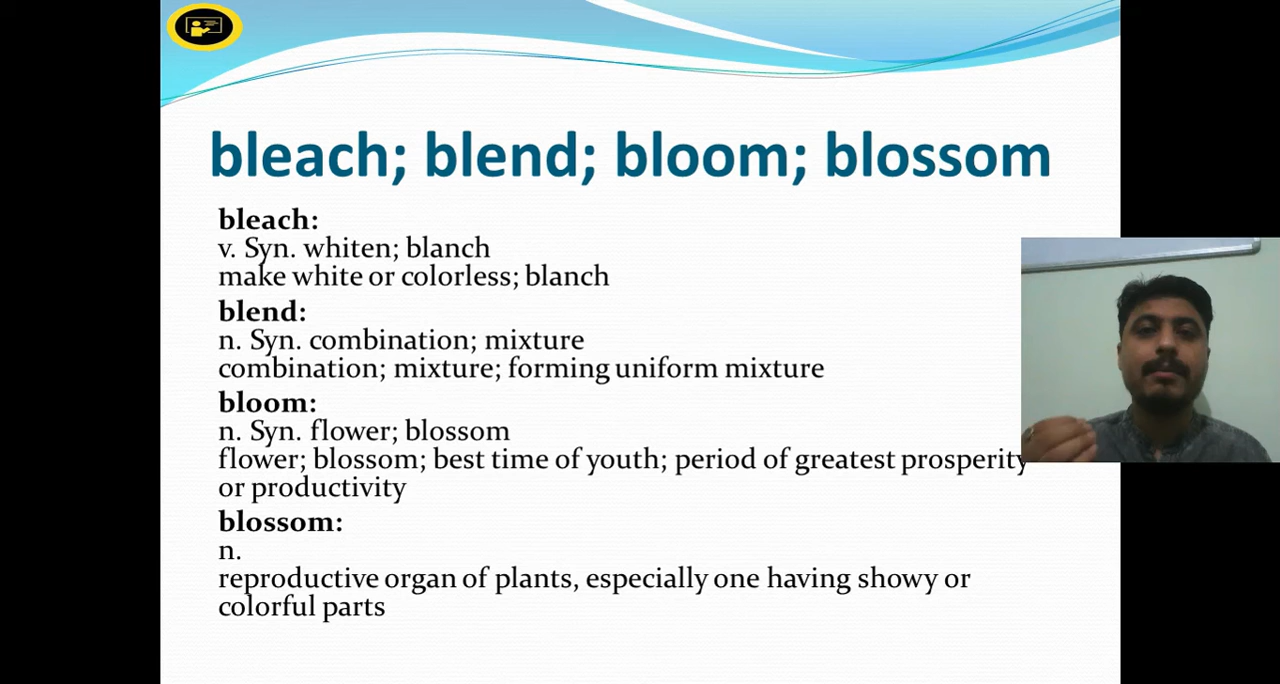 bleach; blend; bloom; blossom
bleach:
v. Syn. whiten; blanch
make white or colorless; blanch
blend:
n. Syn. combination; mixture
combination; mixture; forming uniform mixture
bloom:
n. Syn. flower; blossom
flower; blossom; best time of youth; period of greatest prosperity
or productivity
blossom:
n.
reproductive organ of plants, especially one having showy or
colorful parts